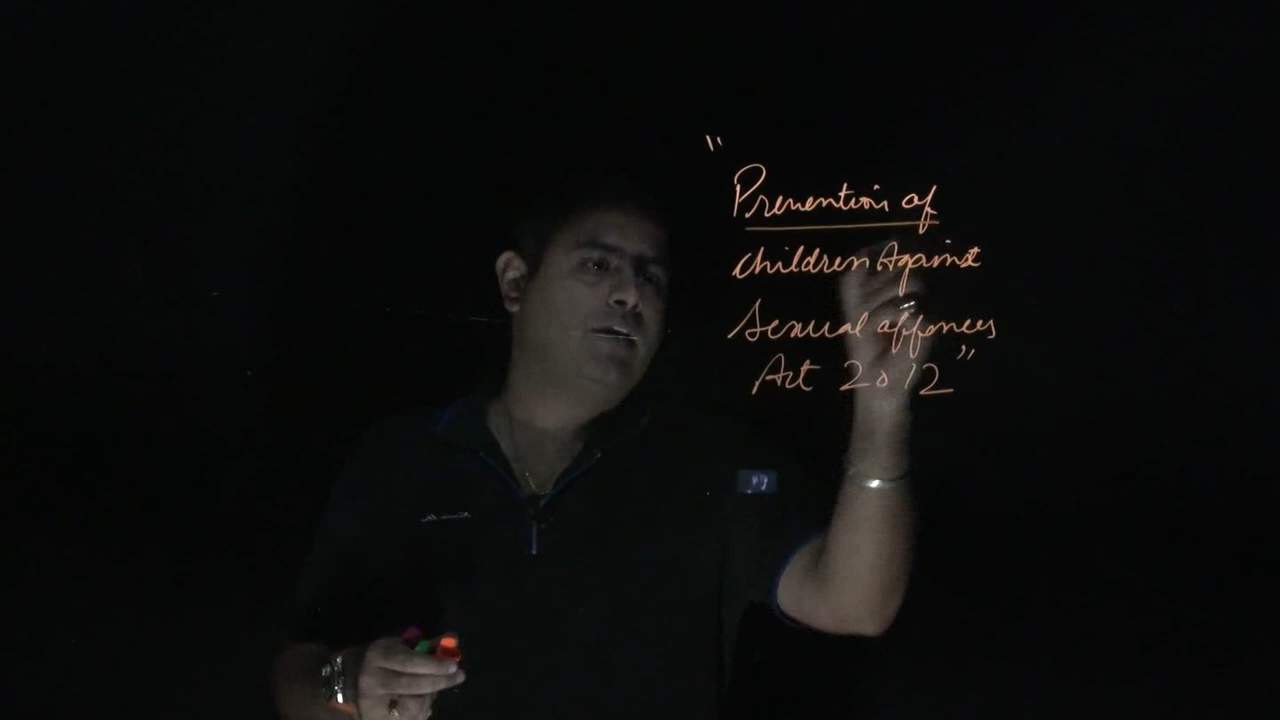 "
Prevention of
children Against
Sexual offences
Act 2012"